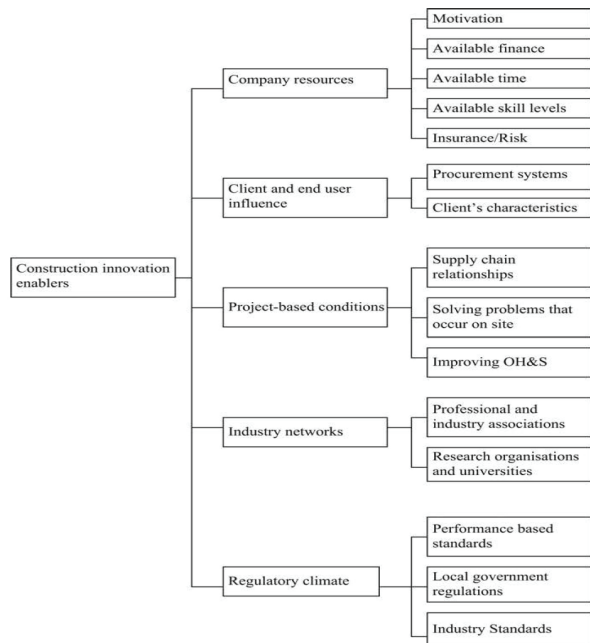 Motivation
Available finance
Company resources
Available time
Available skill levels
Insurance/Risk
Procurement systems
Client and end user
influence
Client's characteristics
Supply chain
relationships
Construction innovation
enablers
Project-based conditions
Solving problems that
occur on site
Improving OH&S
Professional and
industry associations
Industry networks
Research organisations
and universities
Performance based
standards
Regulatory climate
Local government
regulations
Industry Standards